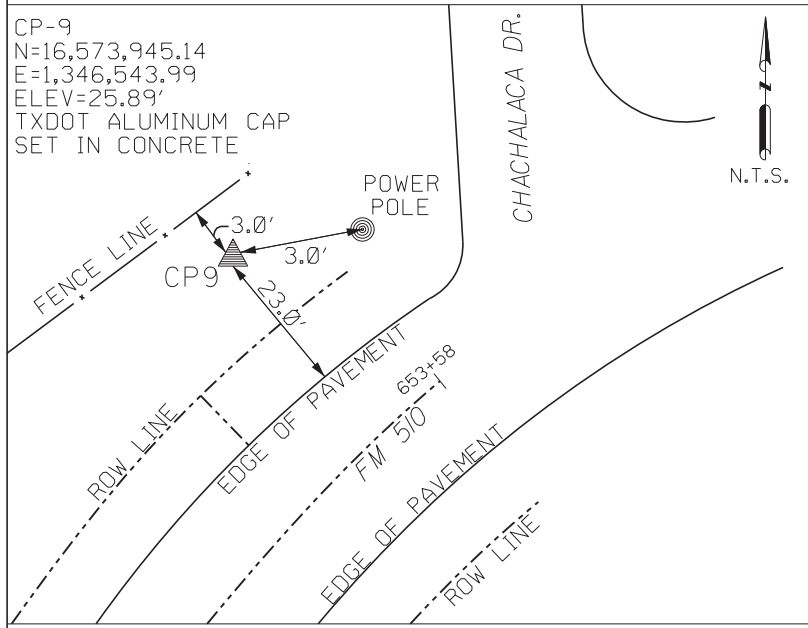 CP-9
N=16,573,945.14
E=1,346,543.99
ELEV=25.89'
TXDOT ALUMINUM CAP
SET IN CONCRETE
CHACHALACA DR.
N
N.T.S.
POWER
POLE
FENCE LINE
3.0'
3.0'
CP9
23.0'
ROW LINE
EDGE OF PAVEMENT
653+58
FM 510
EDGE OF PAVEMENT
ROW LINE